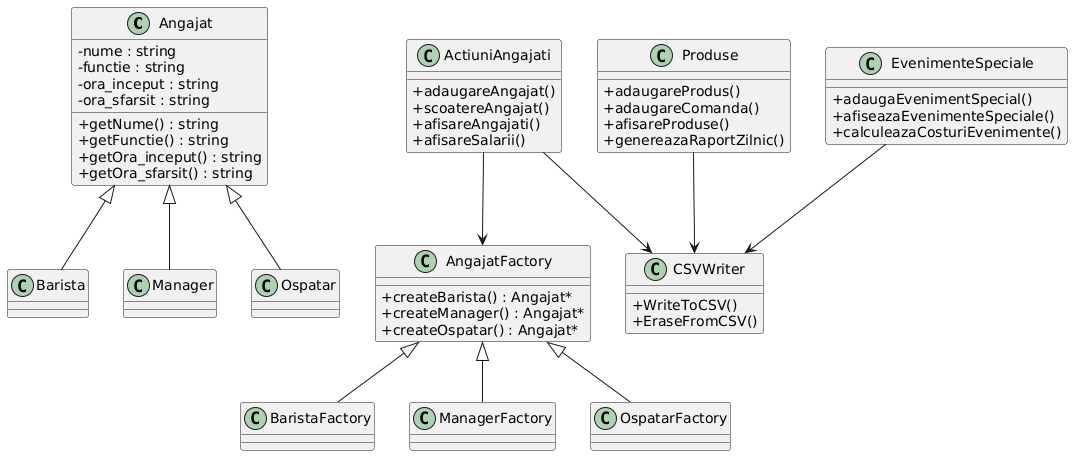 C Angajat
-nume : string
-functie : string
-ora_inceput : string
-ora_sfarsit : string
+getNume() : string
+getFunctie() : string
+getOra_inceput() : string
+getOra_sfarsit() : string
C ActiuniAngajati
+adaugareAngajat()
+scoatereAngajat()
+afisareAngajati()
+afisareSalarii()
C Produse
+adaugareProdus()
+adaugareComanda()
+afisareProduse()
+genereazaRaportZilnic()
C EvenimenteSpeciale
+adaugaEvenimentSpecial()
+afiseazaEvenimenteSpeciale()
+calculeazaCosturiEvenimente()
C Barista
C Manager
C Ospatar
C AngajatFactory
+createBarista() : Angajat*
+createManager() : Angajat*
+createOspatar() : Angajat*
C CSVWriter
+WriteToCSV()
+EraseFromCSV()
C BaristaFactory
C ManagerFactory
C OspatarFactory